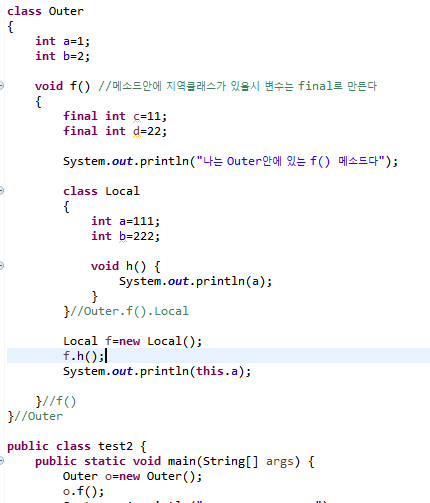 class Outer
{
int a=1;
int b=2;
void f() //메소드안에 지역클래스가 있을시 변수는 final로 만든다
{
final int c=11;
final int d=22;
System.out.println("나는 Outer안에 있는 f() 메소드다");
class Local
{
int a=111;
int b=222;
void h() {
System.out.println(a);
}
}//Outer.f().Local
Local f=new Local();
f.h();
System.out.println(this.a);
}//f()
}//Outer
public class test2 {
public static void main(String[] args) {
Outer o=new Outer();
o.f();